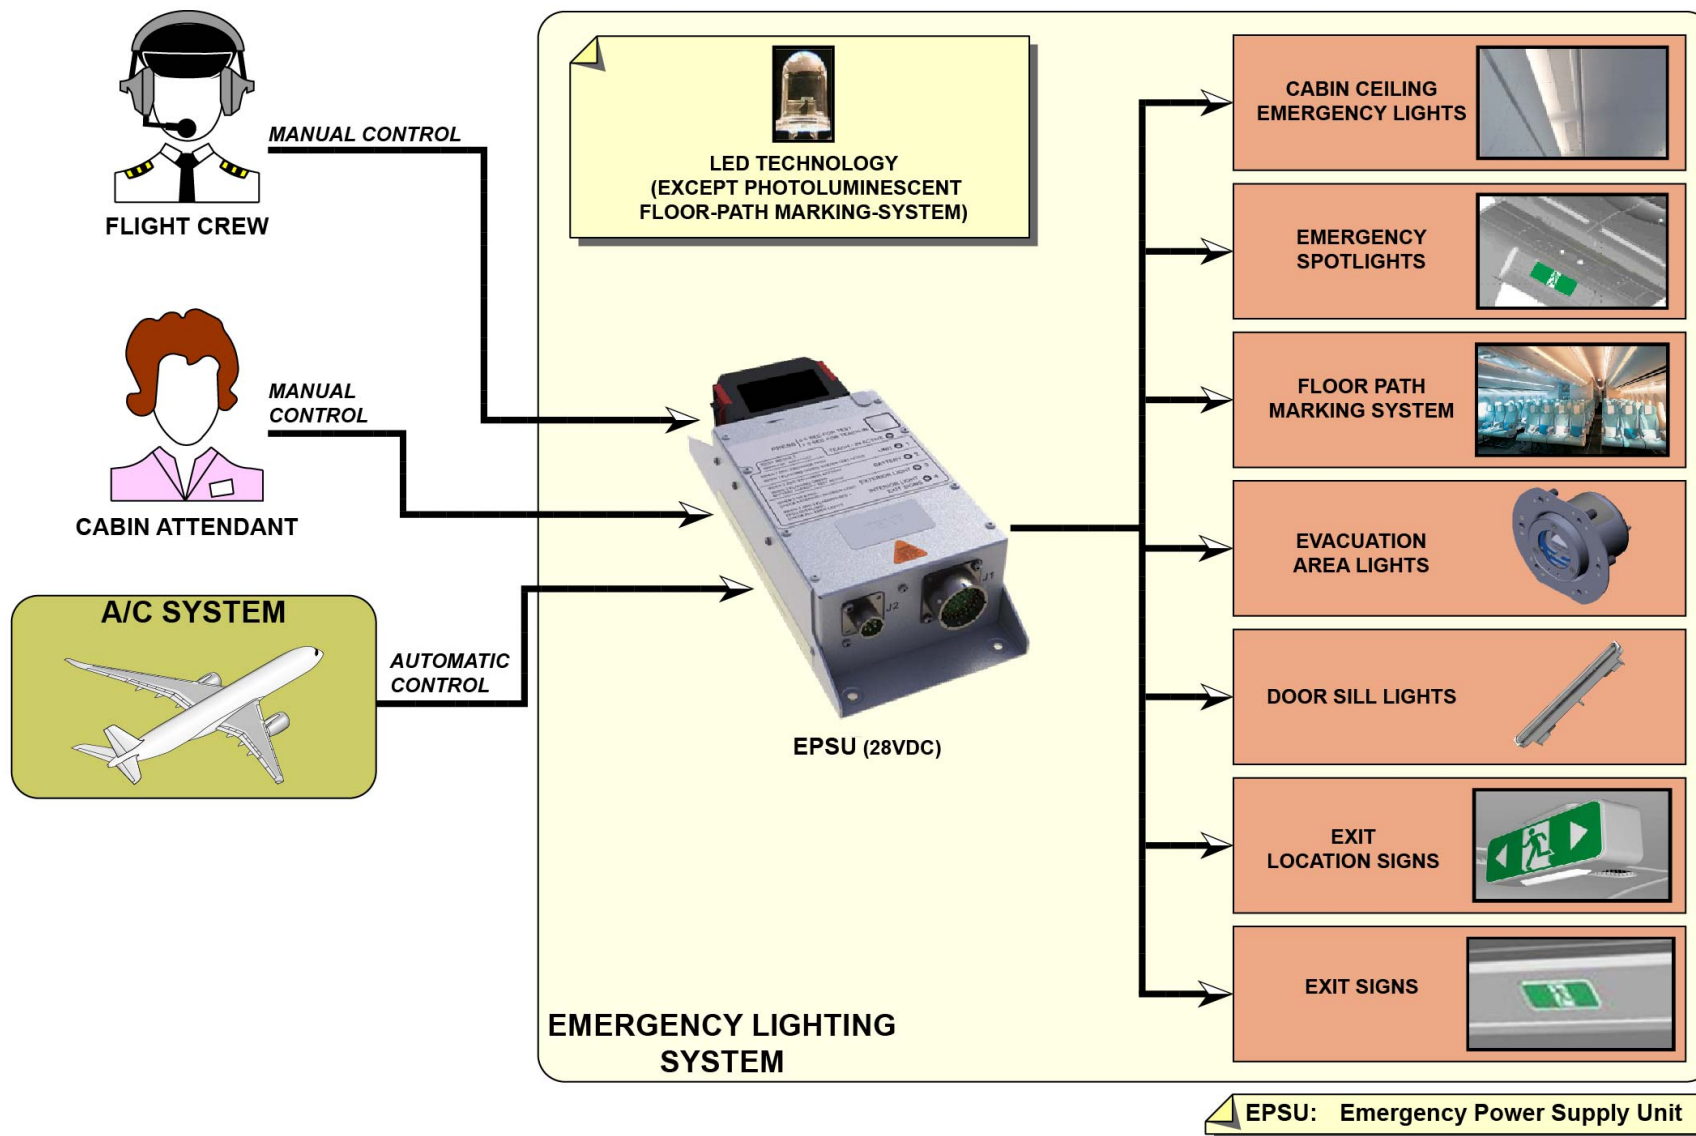 MANUAL CONTROL
FLIGHT CREW
MANUAL
CONTROL
CABIN ATTENDANT
A/C SYSTEM
AUTOMATIC
CONTROL
LED TECHNOLOGY
(EXCEPT PHOTOLUMINESCENT
FLOOR-PATH MARKING-SYSTEM)
J2
J1
EPSU (28VDC)
EMERGENCY LIGHTING
SYSTEM
CABIN CEILING
EMERGENCY LIGHTS
EMERGENCY
SPOTLIGHTS
FLOOR PATH
MARKING SYSTEM
EVACUATION
AREA LIGHTS
DOOR SILL LIGHTS
EXIT
LOCATION SIGNS
EXIT SIGNS
EPSU: Emergency Power Supply Unit